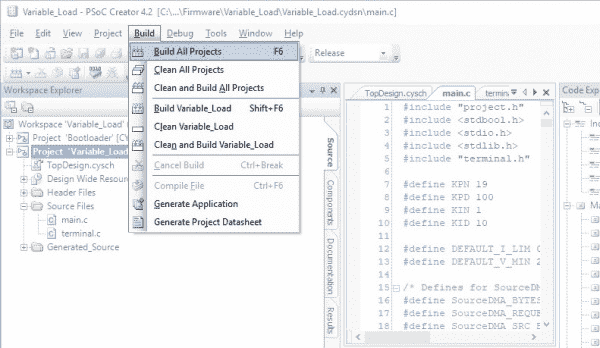 Variable_Load - PSoC Creator 4.2 [C:\...\Firmware\Variable_Load\Variable_Load.cydsn\main.c]
File Edit View Project Build Debug Tools Window Help
Release
Build All Projects F6
Clean All Projects
Clean and Build All Projects
Build Variable_Load Shift+F6
Clean Variable_Load
Clean and Build Variable_Load
Cancel Build Ctrl+Break
Compile File Ctrl+F6
Generate Application
Generate Project Datasheet
Workspace Explorer
Workspace 'Variable_Load'
Project 'Bootloader' [CY
Project 'Variable_Lo
TopDesign.cysch
Design Wide Resour
Header Files
Source Files
main.c
terminal.c
Generated_Source
Source
Components
Documentation
Results
TopDesign.cysch main.c termin
1 #include "project.h"
2 #include <stdbool.h>
3 #include <stdio.h>
4 #include <stdlib.h>
5 #include "terminal.h"
6
7 #define KPN 19
8 #define KPD 100
9 #define KIN 1
10 #define KID 10
11
12 #define DEFAULT_I_LIM
13 #define DEFAULT_V_MIN 2
14
15 /* Defines for SourceDM
16 #define SourceDMA_BYTES
17 #define SourceDMA_REQUE
18 #define SourceDMA_SRC B
Code Expl
Inc
Ma